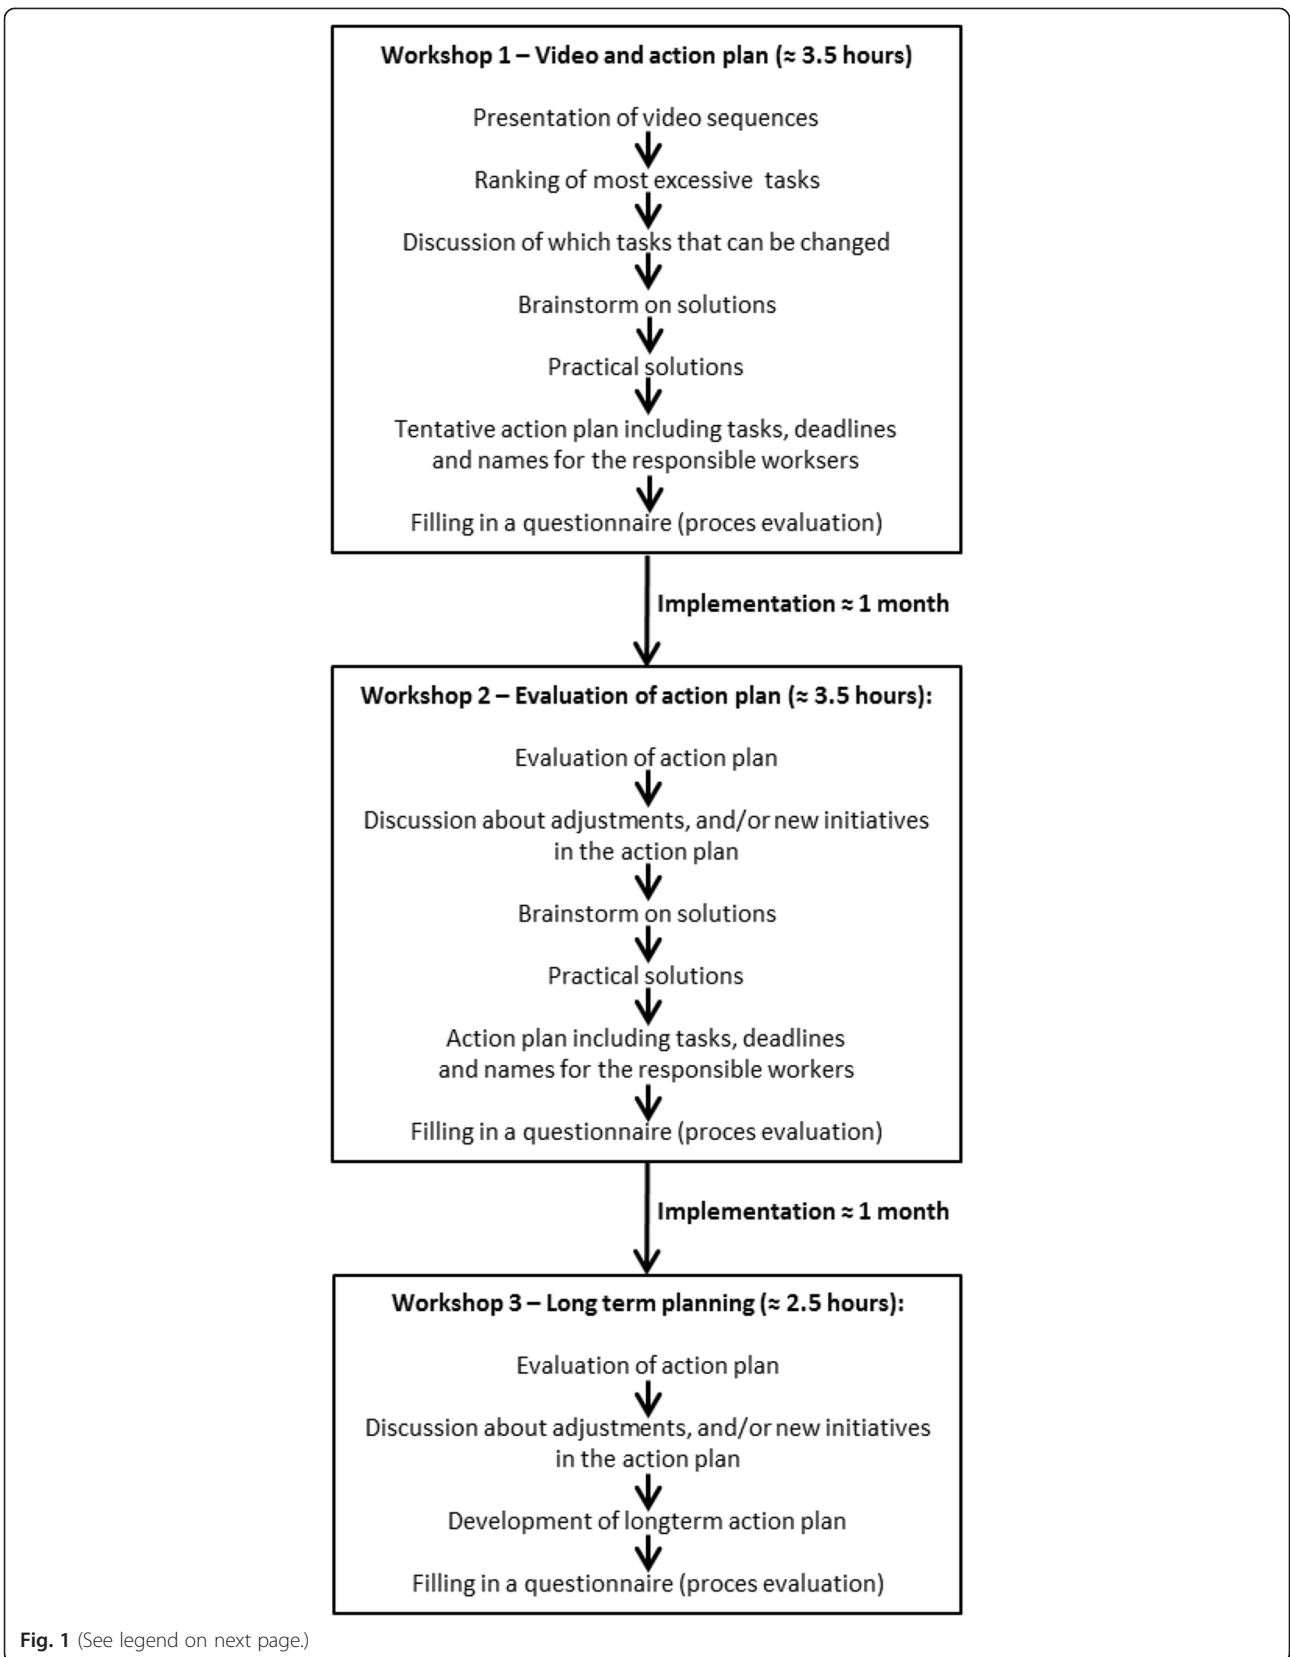 Workshop 1 – Video and action plan (≈ 3.5 hours)
Presentation of video sequences
Ranking of most excessive tasks
Discussion of which tasks that can be changed
Brainstorm on solutions
Practical solutions
Tentative action plan including tasks, deadlines
and names for the responsible worksers
Filling in a questionnaire (proces evaluation)
Implementation ≈ 1 month
Workshop 2 – Evaluation of action plan (≈ 3.5 hours):
Evaluation of action plan
Discussion about adjustments, and/or new initiatives
in the action plan
Brainstorm on solutions
Practical solutions
Action plan including tasks, deadlines
and names for the responsible workers
Filling in a questionnaire (proces evaluation)
Implementation ≈ 1 month
Workshop 3 – Long term planning (≈ 2.5 hours):
Evaluation of action plan
Discussion about adjustments, and/or new initiatives
in the action plan
Development of longterm action plan
Filling in a questionnaire (proces evaluation)
Fig. 1 (See legend on next page.)